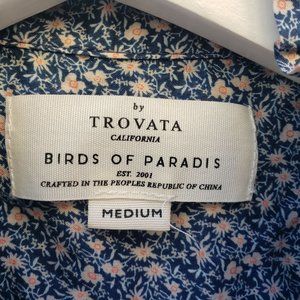 by
TROVATA
CALIFORNIA
BIRDS OF PARADIS
EST. 2001
CRAFTED IN THE PEOPLES REPUBLIC OF CHINA
MEDIUM